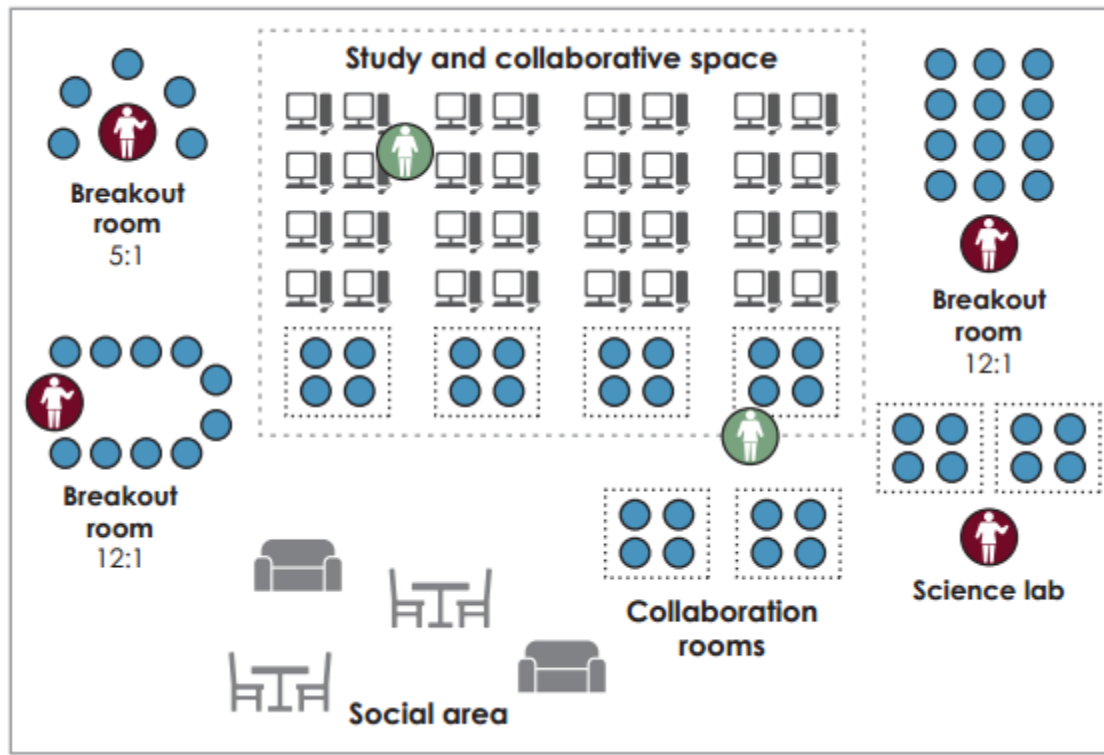 Study and collaborative space
Breakout
room
5:1
Breakout
room
12:1
Breakout
room
12:1
Science lab
Collaboration
rooms
Social area